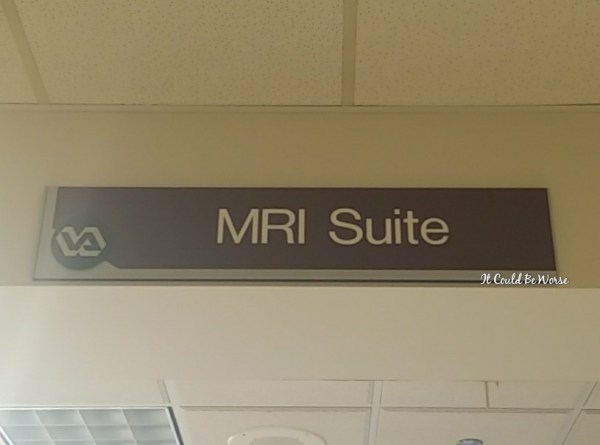 VA
MRI Suite
It Could Be Worse